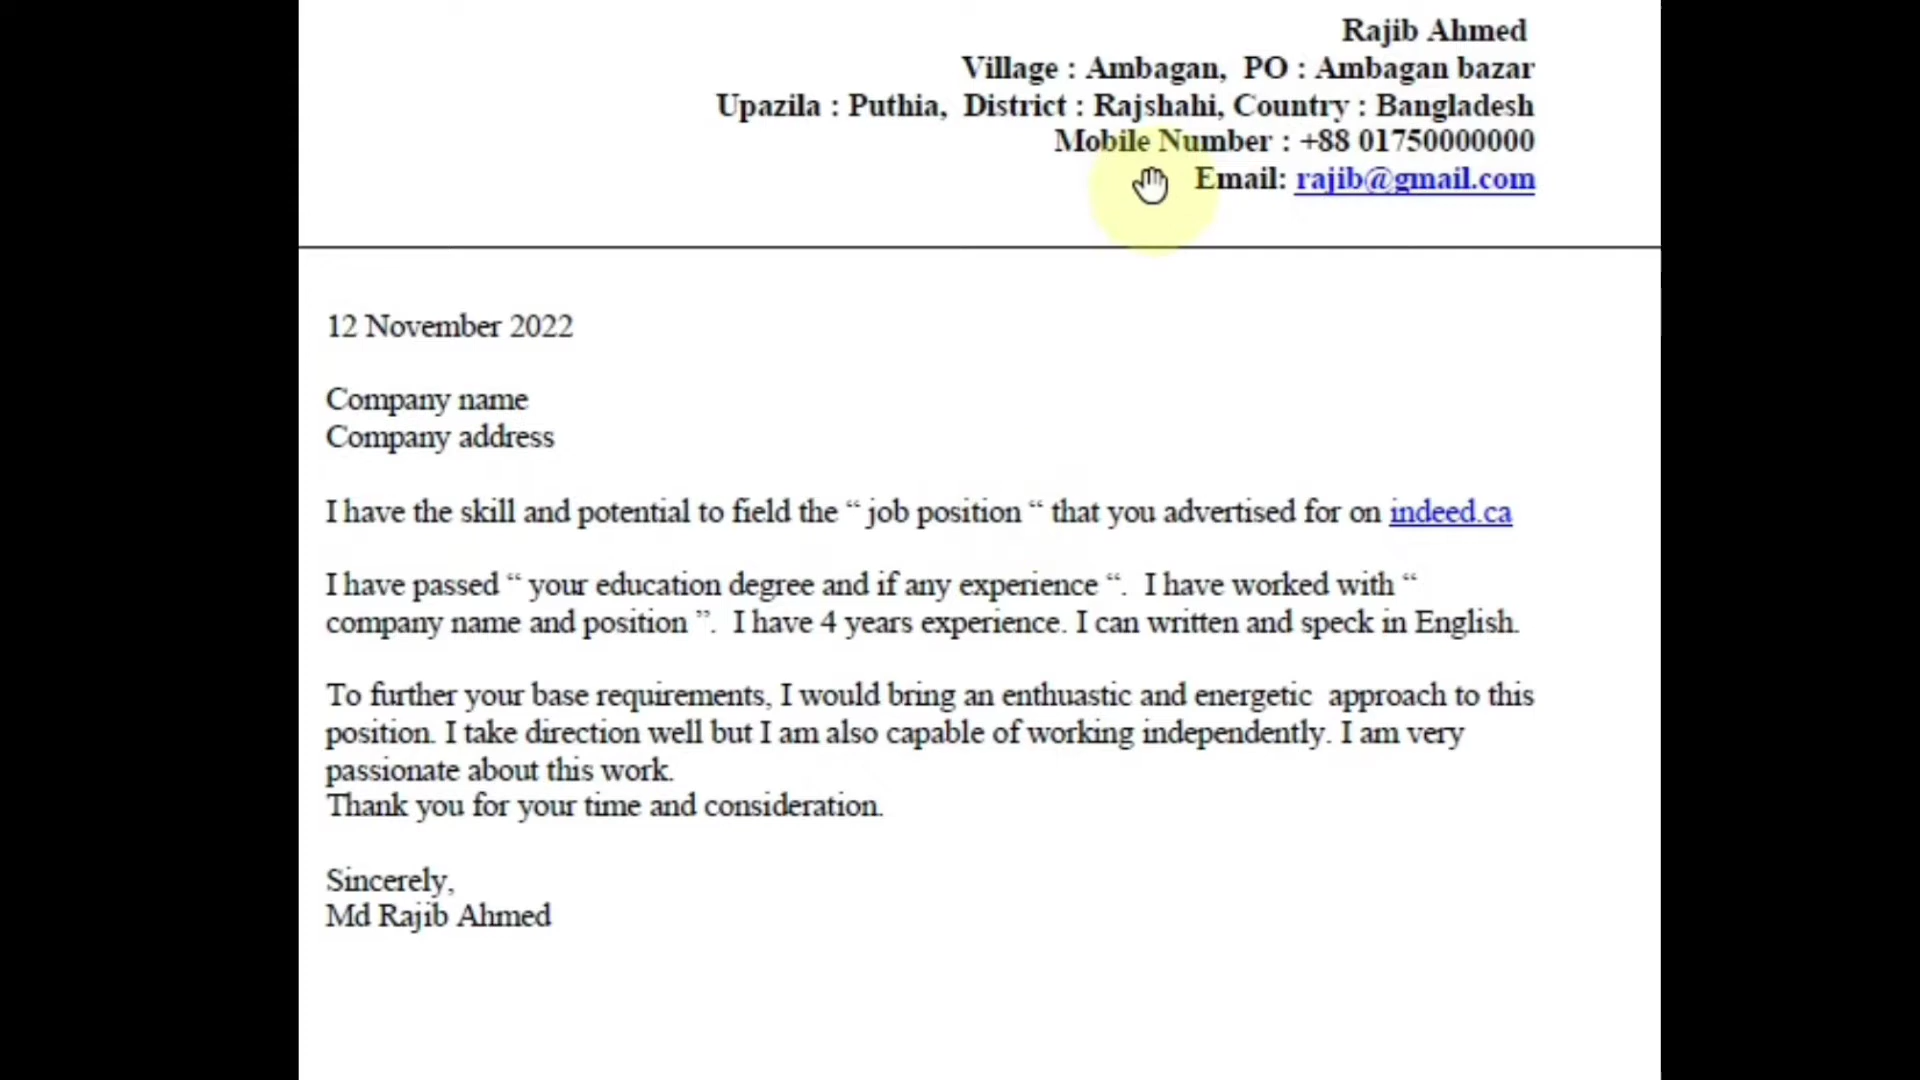 Rajib Ahmed
Village : Ambagan,  PO : Ambagan bazar
Upazila : Puthia,  District : Rajshahi, Country : Bangladesh
Mobile Number : +88 01750000000
Email: rajib@gmail.com
12 November 2022
Company name
Company address
I have the skill and potential to field the “ job position “ that you advertised for on indeed.ca
I have passed “ your education degree and if any experience “.  I have worked with “
company name and position ”.  I have 4 years experience. I can written and speck in English.
To further your base requirements, I would bring an enthuastic and energetic  approach to this
position. I take direction well but I am also capable of working independently. I am very
passionate about this work.
Thank you for your time and consideration.
Sincerely,
Md Rajib Ahmed